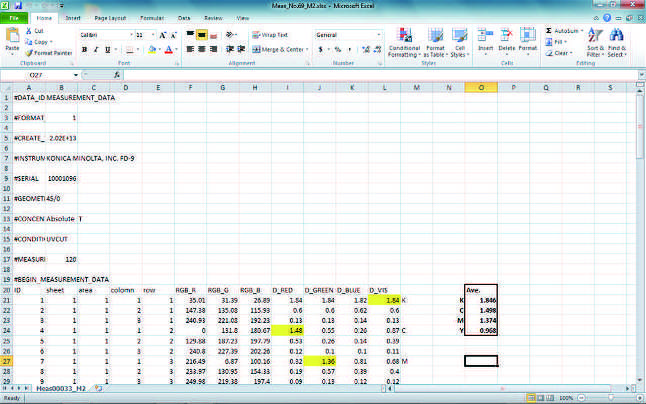 Meas_No.69_M2.xlsx - Microsoft Excel
File Home Insert Page Layout Formulas Data Review View
Paste Cut Copy Format Painter Calibri 11 Wrap Text Merge & Center General Conditional Formatting Format as Table Cell Styles Insert Delete Format AutoSum Fill Clear Sort & Filter Find & Select
Clipboard Font Alignment Number Styles Cells Editing
O27 fx
A B C D E F G H I J K L M N O P Q R S
1 #DATA_ID MEASUREMENT_DATA
2
3 #FORMAT 1
4
5 #CREATE_ 2.02E+13
6
7 #INSTRUM KONICA MINOLTA, INC. FD-9
8
9 #SERIAL 10001096
10
11 #GEOMETI 45/0
12
13 #CONCEN Absolute T
14
15 #CONDITI UVCUT
16
17 #MEASURI 120
18
19 #BEGIN_MEASUREMENT_DATA
20 ID sheet area column row RGB_R RGB_G RGB_B D_RED D_GREEN D_BLUE D_VIS Ave.
21 1 1 1 1 1 35.01 31.39 26.89 1.84 1.84 1.82 1.84 K K 1.846
22 2 1 1 1 2 147.38 135.08 115.93 0.6 0.6 0.62 0.6 C 1.498
23 3 1 1 1 3 240.93 221.08 192.23 0.13 0.13 0.14 0.13 M 1.374
24 4 1 1 2 1 0 131.8 180.67 1.48 0.55 0.26 0.87 C Y 0.968
25 5 1 1 2 2 129.88 187.23 197.79 0.53 0.26 0.14 0.39
26 6 1 1 2 3 240.8 227.39 202.26 0.12 0.1 0.1 0.11
27 7 1 1 3 1 216.49 6.87 100.16 0.32 1.36 0.81 0.68 M
28 8 1 1 3 2 233.97 130.95 154.33 0.19 0.57 0.39 0.4
29 9 1 1 3 3 249.98 219.38 197.4 0.09 0.13 0.12 0.12
Meas00033_M2
Ready 100%